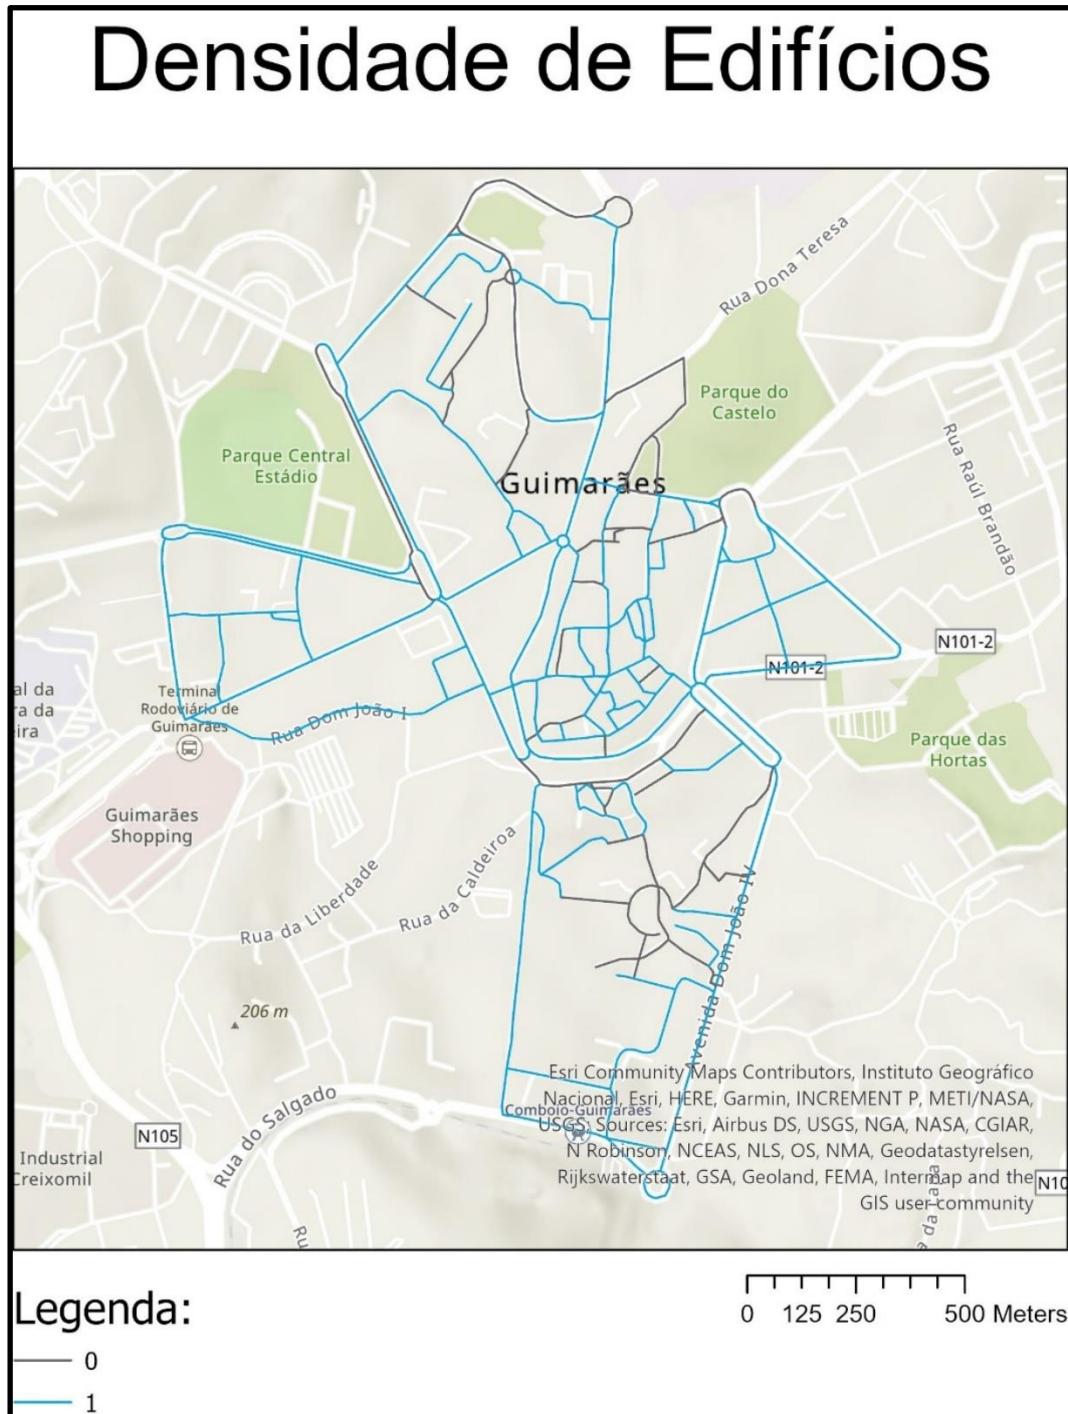 Densidade de Edifícios
Rua Dona Teresa
Parque do
Castelo
Rua Raúl Brandão
Parque Central
Estádio
Guimarães
N101-2
N101-2
al da
ra da
eira
Terminal
Rodoviário de
Guimarães
Rua Dom João I
Parque das
Hortas
Guimarães
Shopping
Rua da Liberdade
Rua da Caldeiroa
Avenida Dom João IV
206 m
Esri Community Maps Contributors, Instituto Geográfico
Nacional, Esri, HERE, Garmin, INCREMENT P, METI/NASA,
USGS; Sources: Esri, Airbus DS, USGS, NGA, NASA, CGIAR,
N Robinson, NCEAS, NLS, OS, NMA, Geodatastyrelsen,
Rijkswaterstaat, GSA, Geoland, FEMA, Intermap and the
GIS user community
Comboio-Guimarães
N105
Rua do Salgado
Industrial
Creixomil
Ru
a da Lapa
N10
Legenda:
0
1
0 125 250 500 Meters